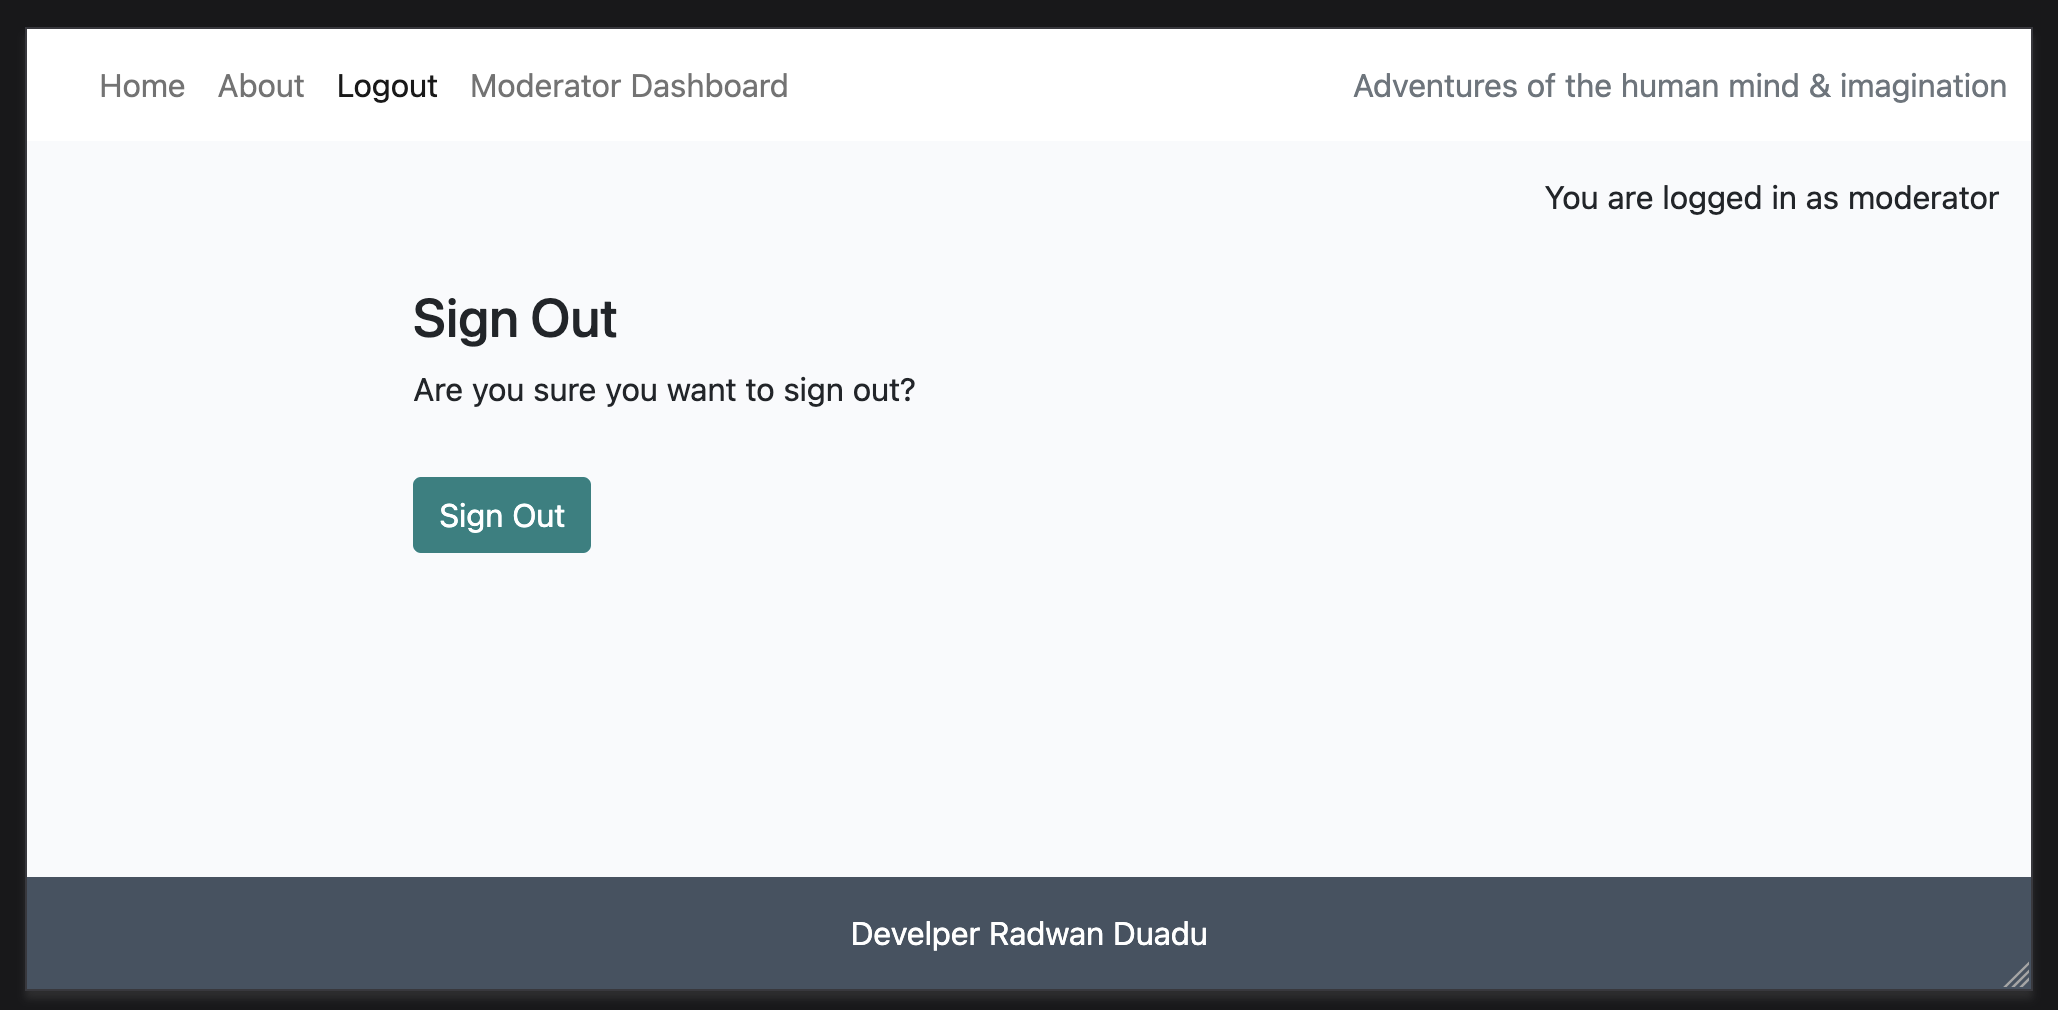 Home About Logout Moderator Dashboard Adventures of the human mind & imagination
You are logged in as moderator
Sign Out
Are you sure you want to sign out?
Sign Out
Develper Radwan Duadu